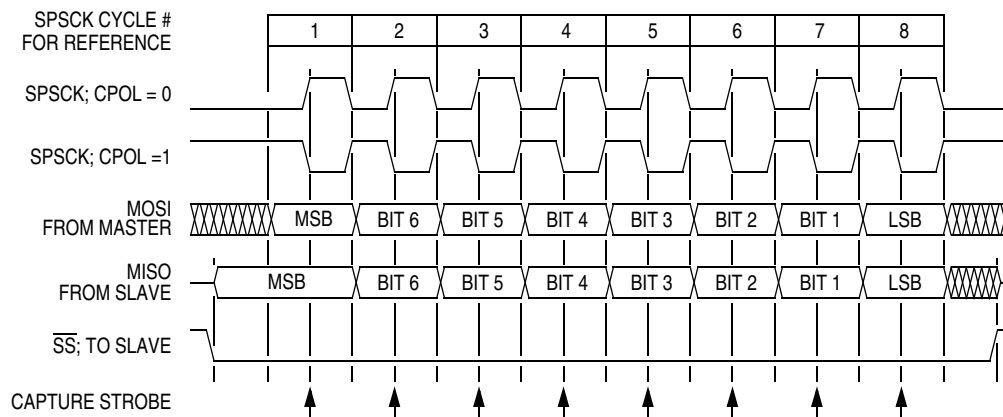 SPSCK CYCLE #
FOR REFERENCE
1 2 3 4 5 6 7 8
SPSCK; CPOL = 0
SPSCK; CPOL =1
MOSI
FROM MASTER
MSB BIT 6 BIT 5 BIT 4 BIT 3 BIT 2 BIT 1 LSB
MISO
FROM SLAVE
MSB BIT 6 BIT 5 BIT 4 BIT 3 BIT 2 BIT 1 LSB
S̅S̅; TO SLAVE
CAPTURE STROBE